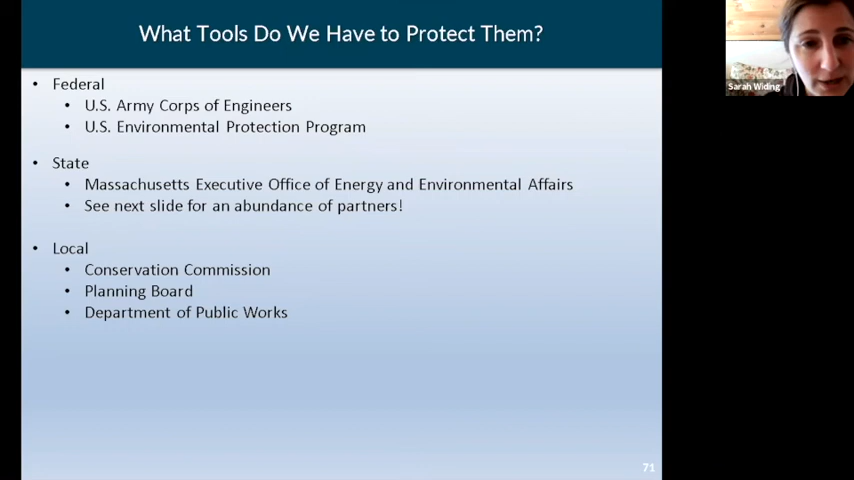 What Tools Do We Have to Protect Them?
• Federal
• U.S. Army Corps of Engineers
• U.S. Environmental Protection Program
• State
• Massachusetts Executive Office of Energy and Environmental Affairs
• See next slide for an abundance of partners!
• Local
• Conservation Commission
• Planning Board
• Department of Public Works
71
Sarah Widing